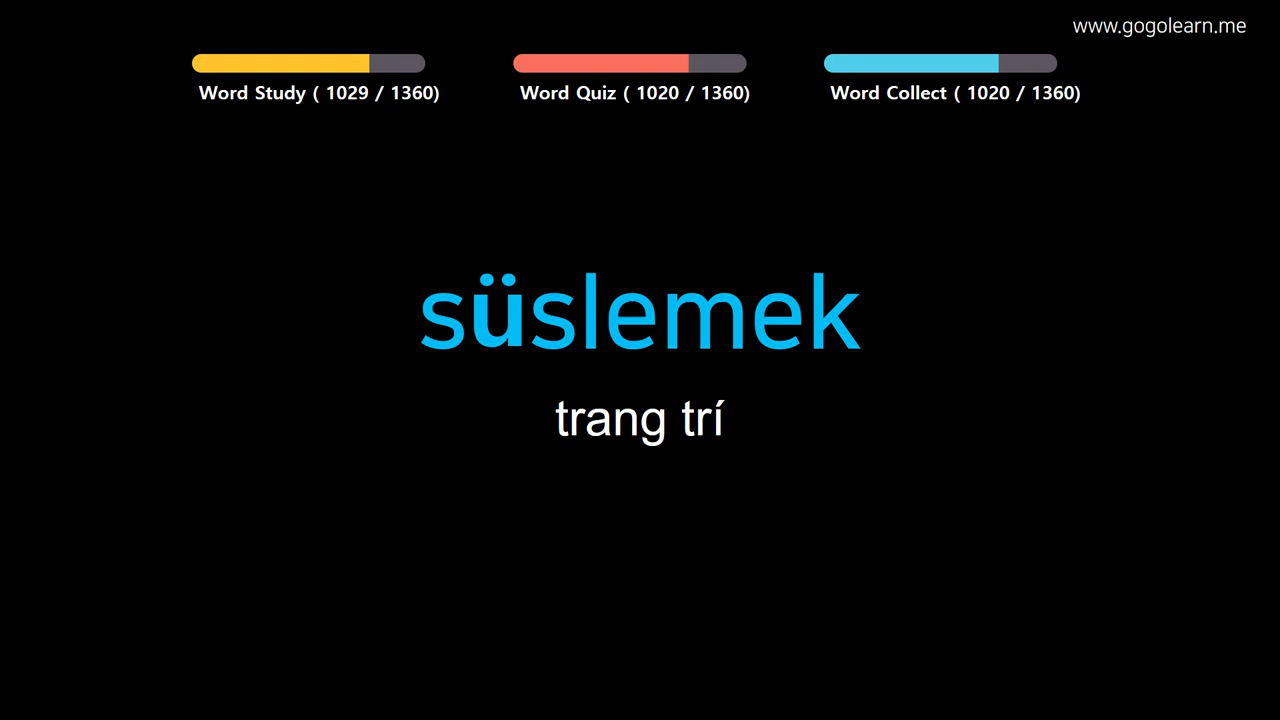 www.gogolearn.me
Word Study ( 1029 / 1360)
Word Quiz ( 1020 / 1360)
Word Collect ( 1020 / 1360)
süslemek
trang trí